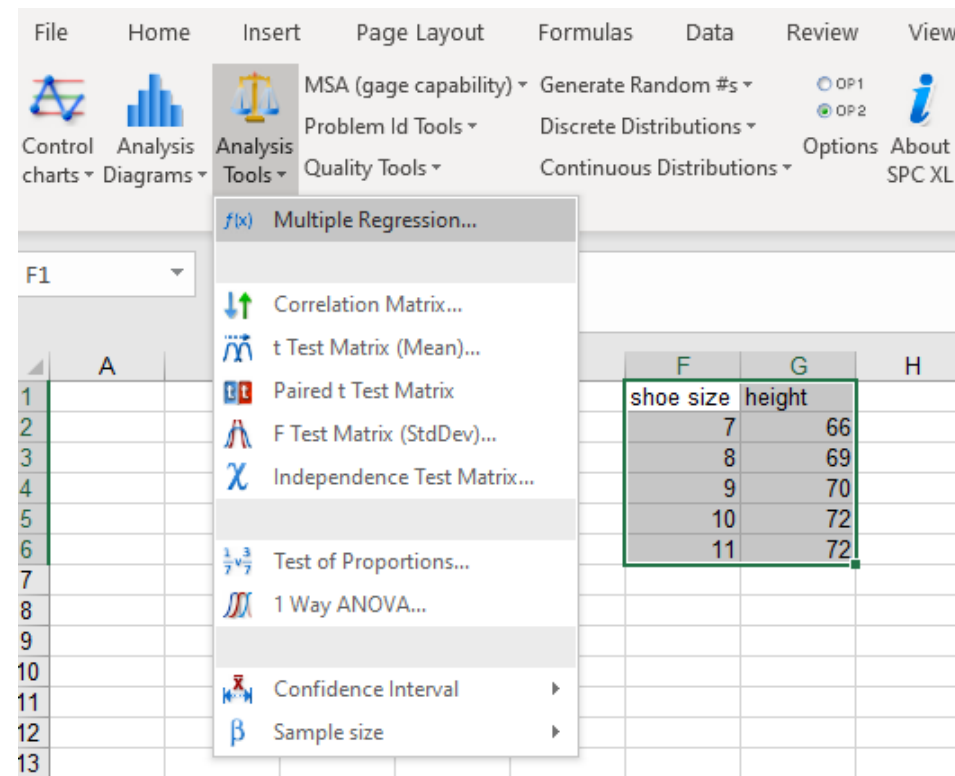 File Home Insert Page Layout Formulas Data Review View
Control charts
Analysis Diagrams
Analysis Tools
MSA (gage capability)
Problem Id Tools
Quality Tools
Generate Random #s
Discrete Distributions
Continuous Distributions
OP1
OP2
Options
About SPC XL
f(x) Multiple Regression...
F1
Correlation Matrix...
t Test Matrix (Mean)...
t t Paired t Test Matrix
F Test Matrix (StdDev)...
χ Independence Test Matrix...
1/7 v 3/7 Test of Proportions...
1 Way ANOVA...
x̄ Confidence Interval
β Sample size
A F G H
1 shoe size height
2 7 66
3 8 69
4 9 70
5 10 72
6 11 72
7
8
9
10
11
12
13